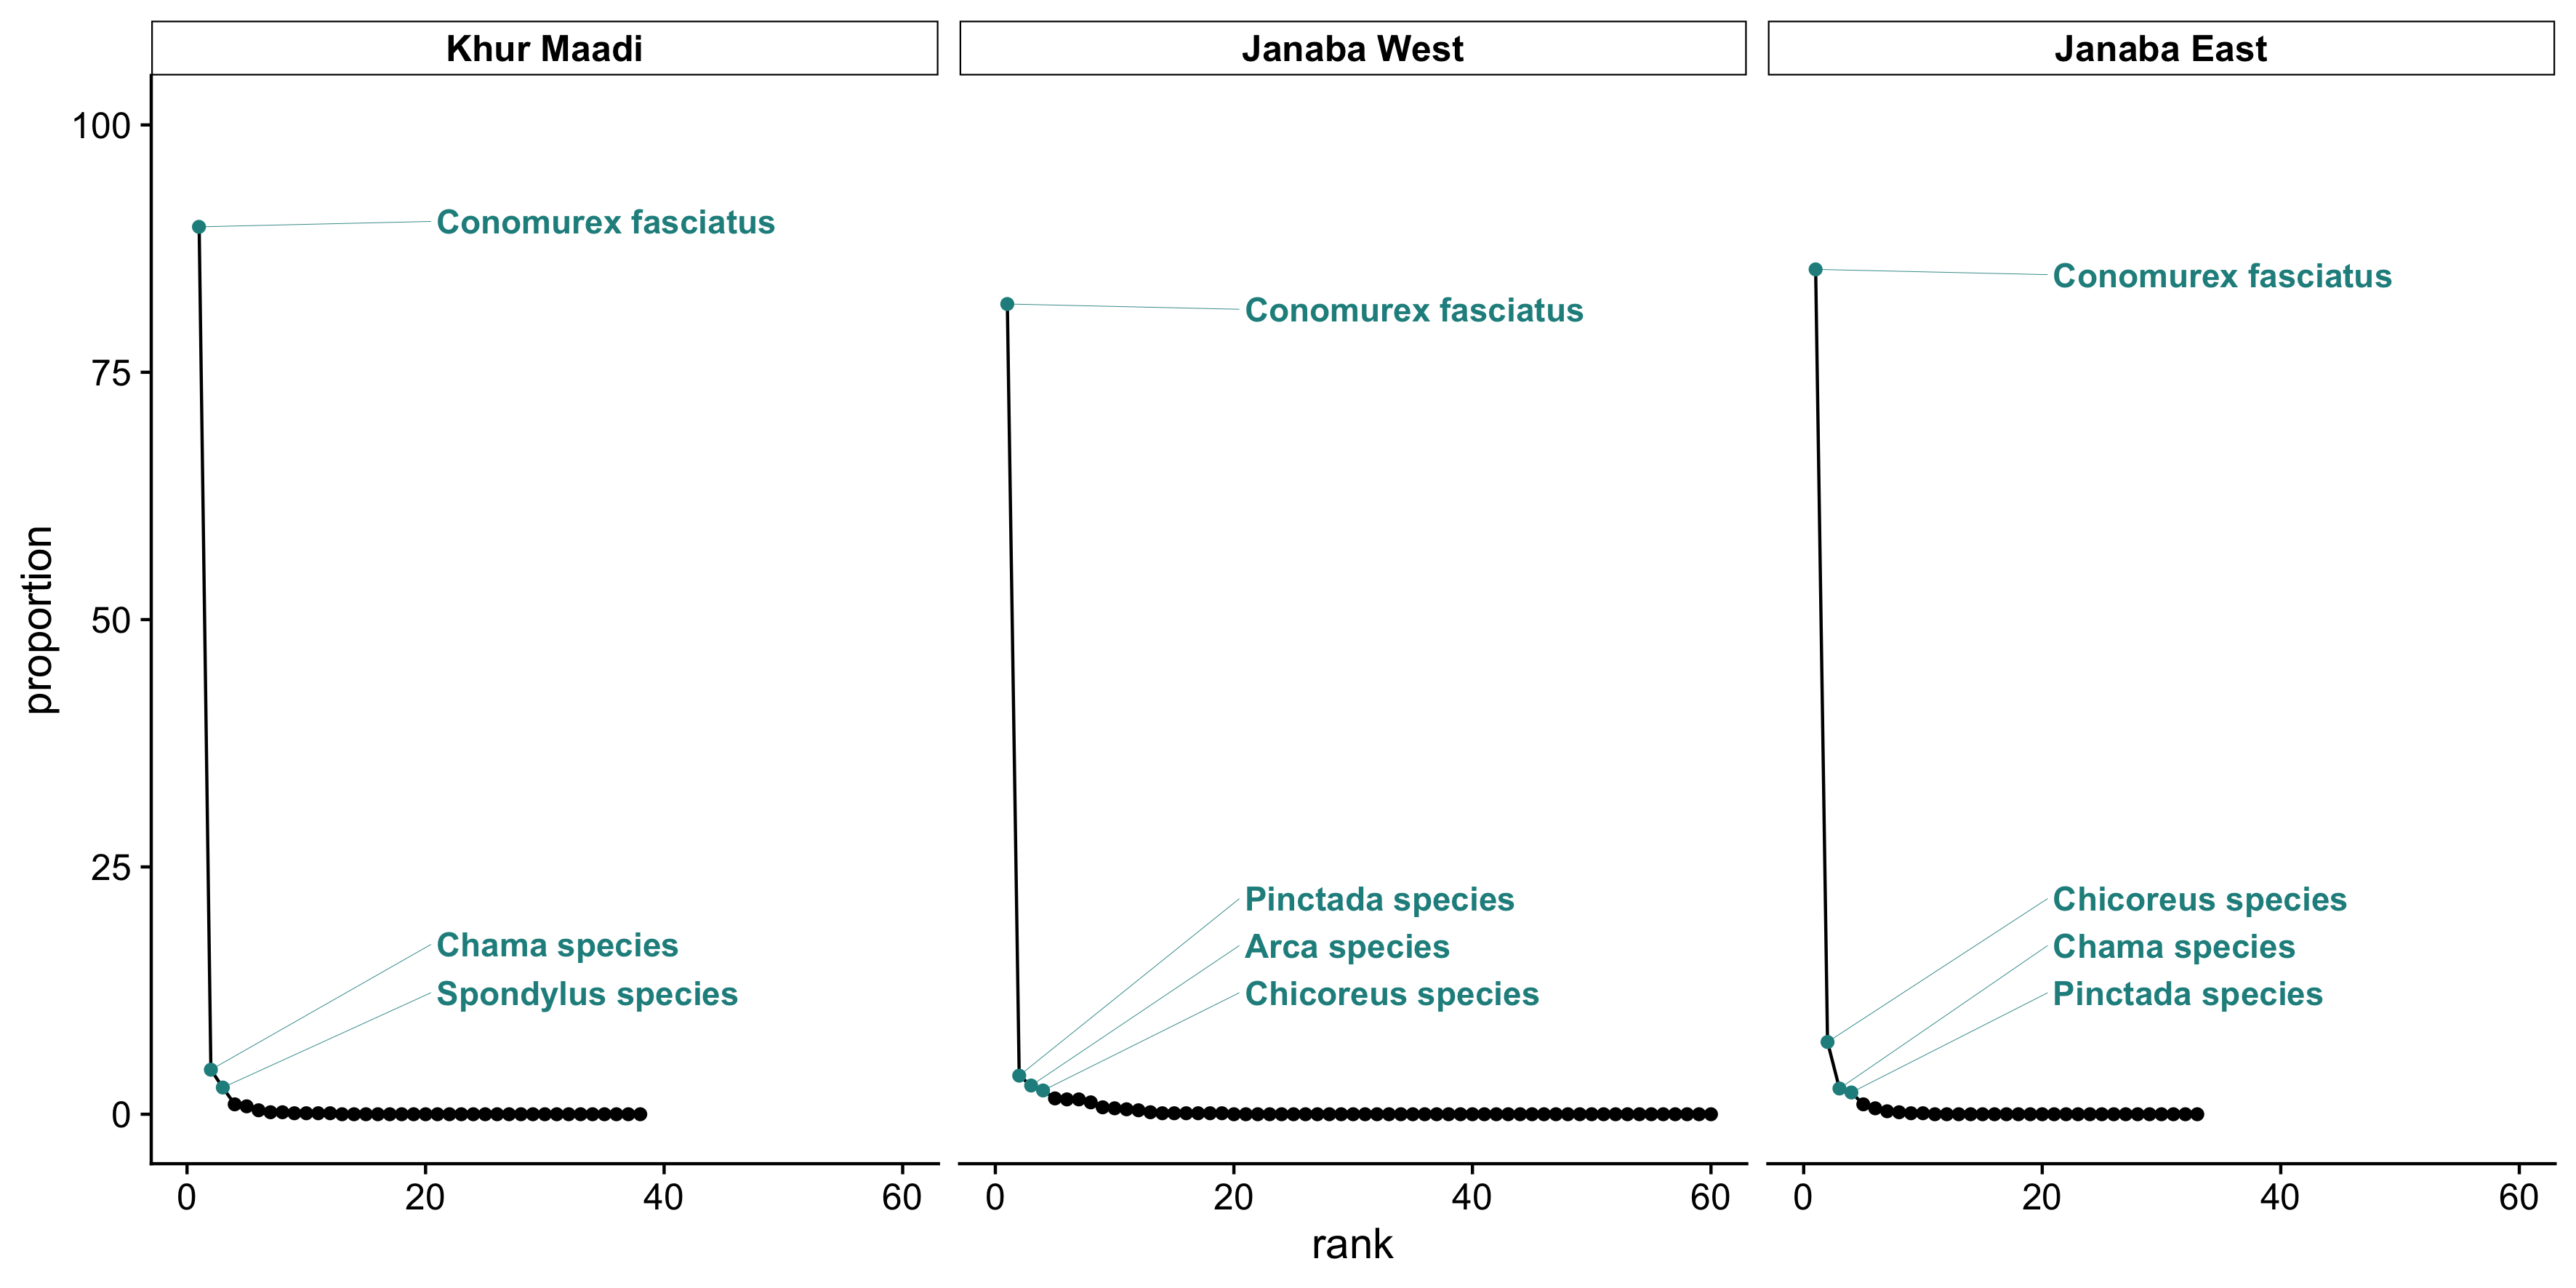 Khur Maadi
Janaba West
Janaba East
100
75
50
25
0
proportion
Conomurex fasciatus
Chama species
Spondylus species
Conomurex fasciatus
Pinctada species
Arca species
Chicoreus species
Conomurex fasciatus
Chicoreus species
Chama species
Pinctada species
0 20 40 60
0 20 40 60
0 20 40 60
rank